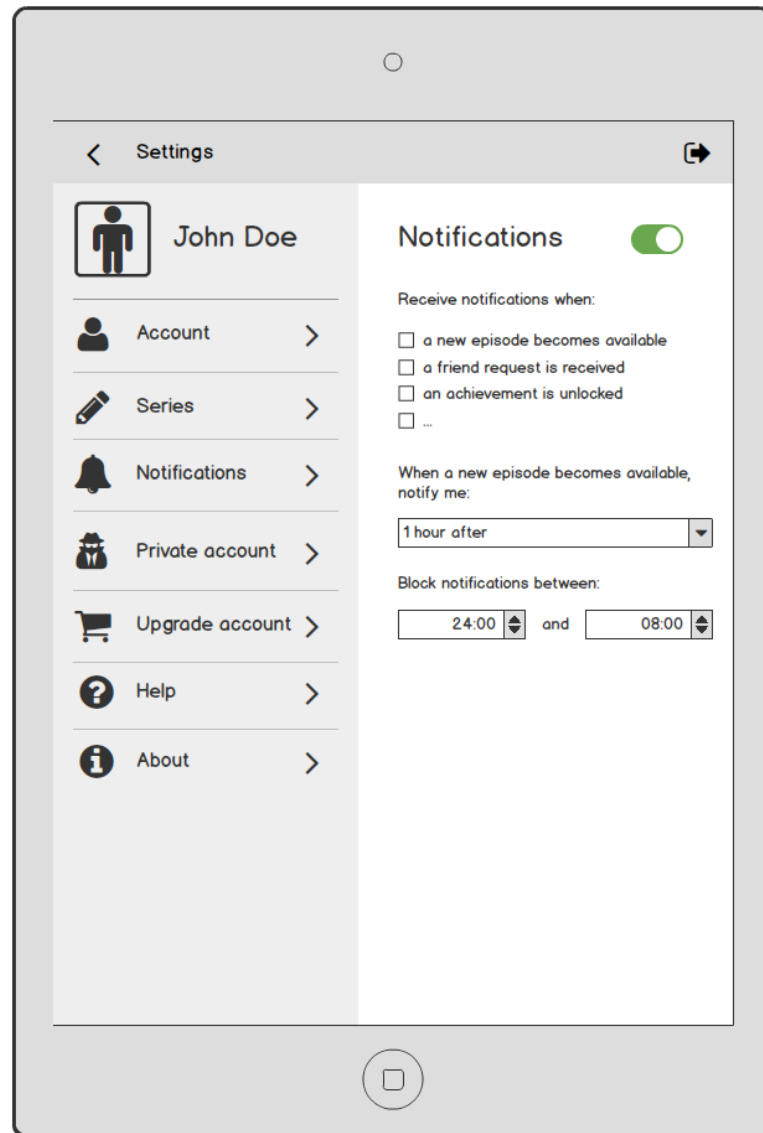 Settings
John Doe
Account
Series
Notifications
Private account
Upgrade account
Help
About
Notifications
Receive notifications when:
a new episode becomes available
a friend request is received
an achievement is unlocked
...
When a new episode becomes available,
notify me:
1 hour after
Block notifications between:
24:00 and 08:00